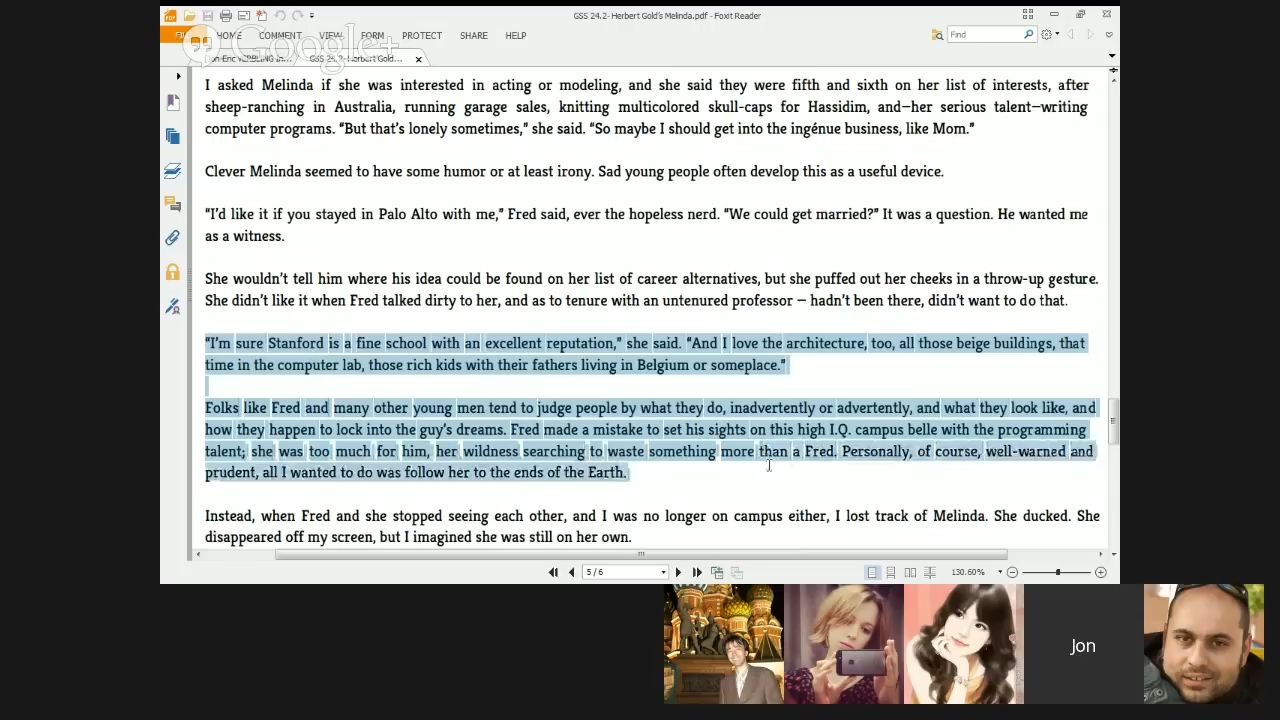 GSS 24.2- Herbert Gold's Melinda.pdf - Foxit Reader
HOME COMMENT VIEW FORM PROTECT SHARE HELP
Find
Google+
Jon-Eric VERBLING In... GSS 24.2- Herbert Gold...
I asked Melinda if she was interested in acting or modeling, and she said they were fifth and sixth on her list of interests, after
sheep-ranching in Australia, running garage sales, knitting multicolored skull-caps for Hassidim, and—her serious talent—writing
computer programs. “But that’s lonely sometimes,” she said. “So maybe I should get into the ingénue business, like Mom.”
Clever Melinda seemed to have some humor or at least irony. Sad young people often develop this as a useful device.
“I’d like it if you stayed in Palo Alto with me,” Fred said, ever the hopeless nerd. “We could get married?” It was a question. He wanted me
as a witness.
She wouldn’t tell him where his idea could be found on her list of career alternatives, but she puffed out her cheeks in a throw-up gesture.
She didn’t like it when Fred talked dirty to her, and as to tenure with an untenured professor — hadn’t been there, didn’t want to do that.
“I’m sure Stanford is a fine school with an excellent reputation,” she said. “And I love the architecture, too, all those beige buildings, that
time in the computer lab, those rich kids with their fathers living in Belgium or someplace.”
Folks like Fred and many other young men tend to judge people by what they do, inadvertently or advertently, and what they look like, and
how they happen to lock into the guy’s dreams. Fred made a mistake to set his sights on this high I.Q. campus belle with the programming
talent; she was too much for him, her wildness searching to waste something more than a Fred. Personally, of course, well-warned and
prudent, all I wanted to do was follow her to the ends of the Earth.
Instead, when Fred and she stopped seeing each other, and I was no longer on campus either, I lost track of Melinda. She ducked. She
disappeared off my screen, but I imagined she was still on her own.
5 / 6
130.60%
Jon